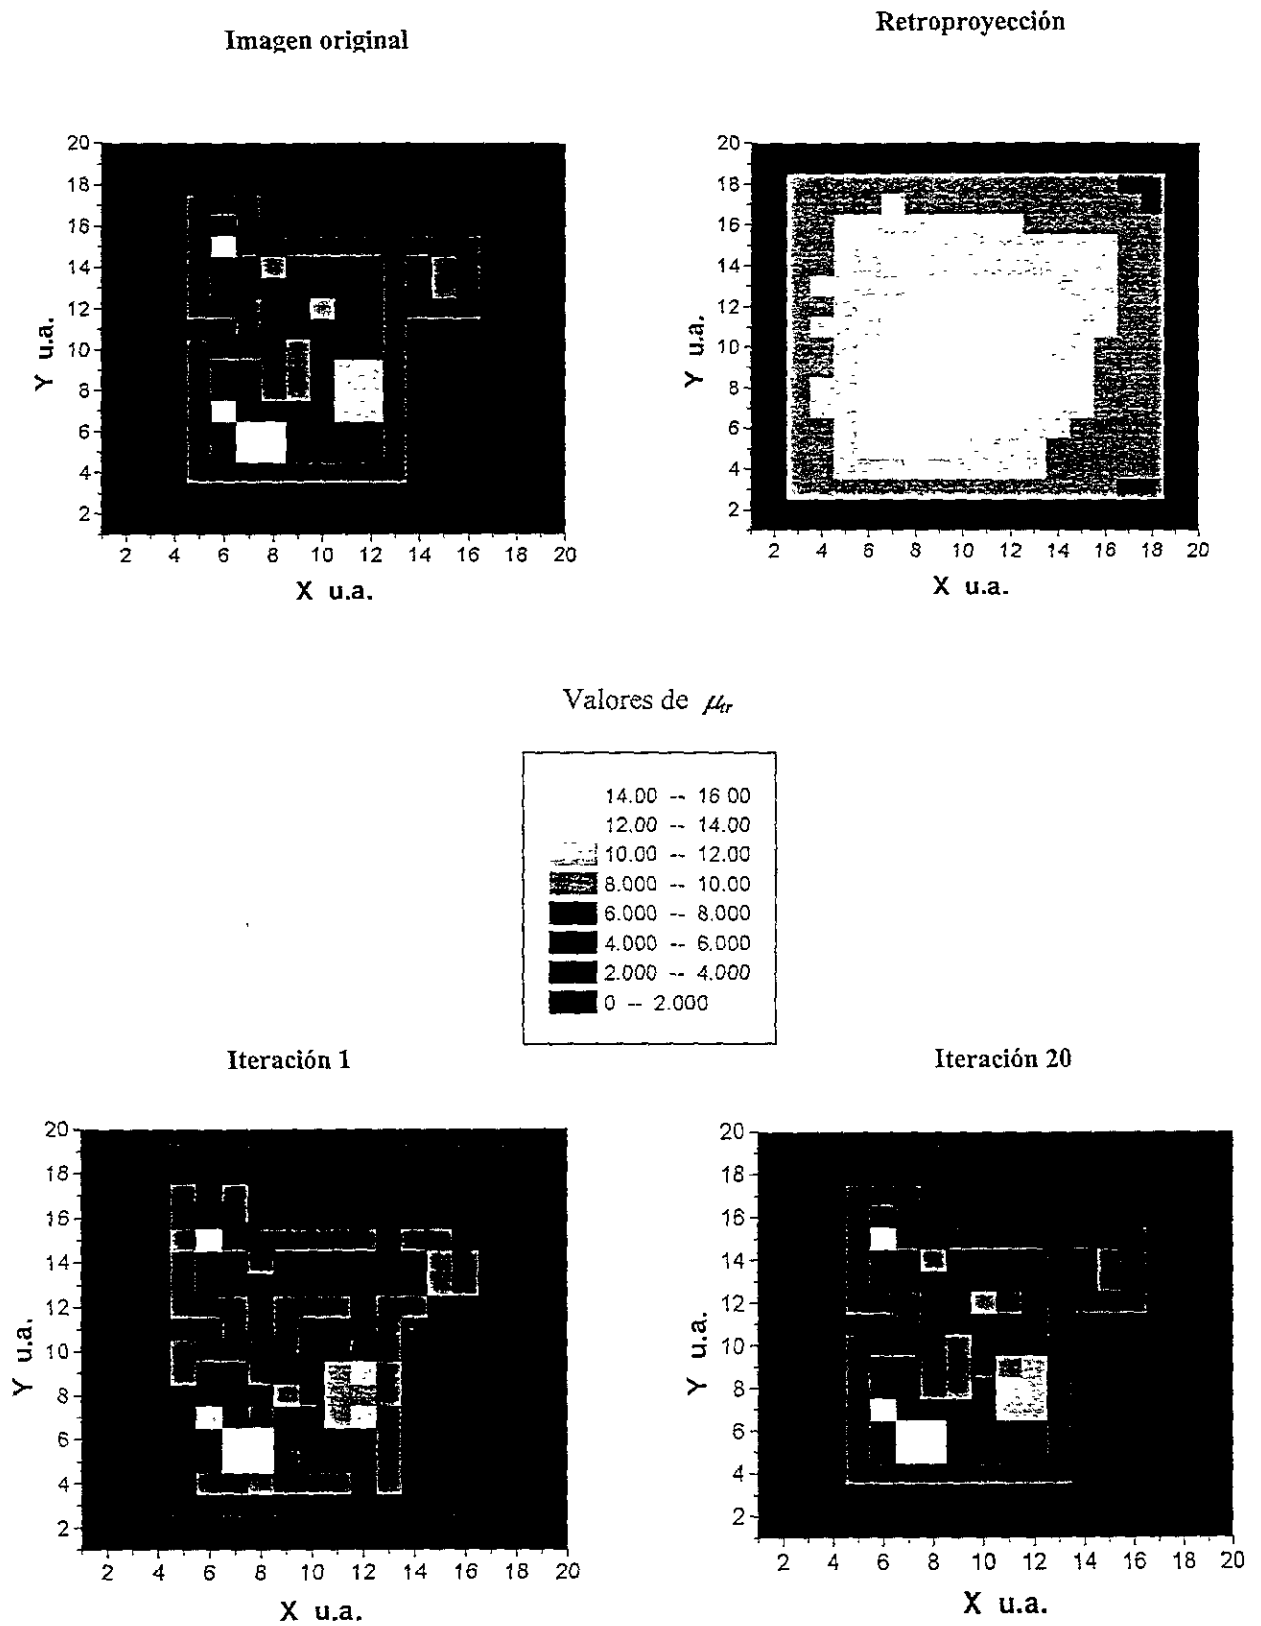 Imagen original
Retroproyección
20
18
16
14
12
10
8
6
4
2
Y u.a.
2 4 6 8 10 12 14 16 18 20
X u.a.
20
18
16
14
12
10
8
6
4
2
Y u.a.
2 4 6 8 10 12 14 16 18 20
X u.a.
Valores de μtr
14.00 -- 16 00
12.00 -- 14.00
10.00 -- 12.00
8.000 -- 10.00
6.000 -- 8.000
4.000 -- 6.000
2.000 -- 4.000
0 -- 2.000
Iteración 1
Iteración 20
20
18
16
14
12
10
8
6
4
2
Y u.a.
2 4 6 8 10 12 14 16 18 20
X u.a.
20
18
16
14
12
10
8
6
4
2
Y u.a.
2 4 6 8 10 12 14 16 18 20
X u.a.